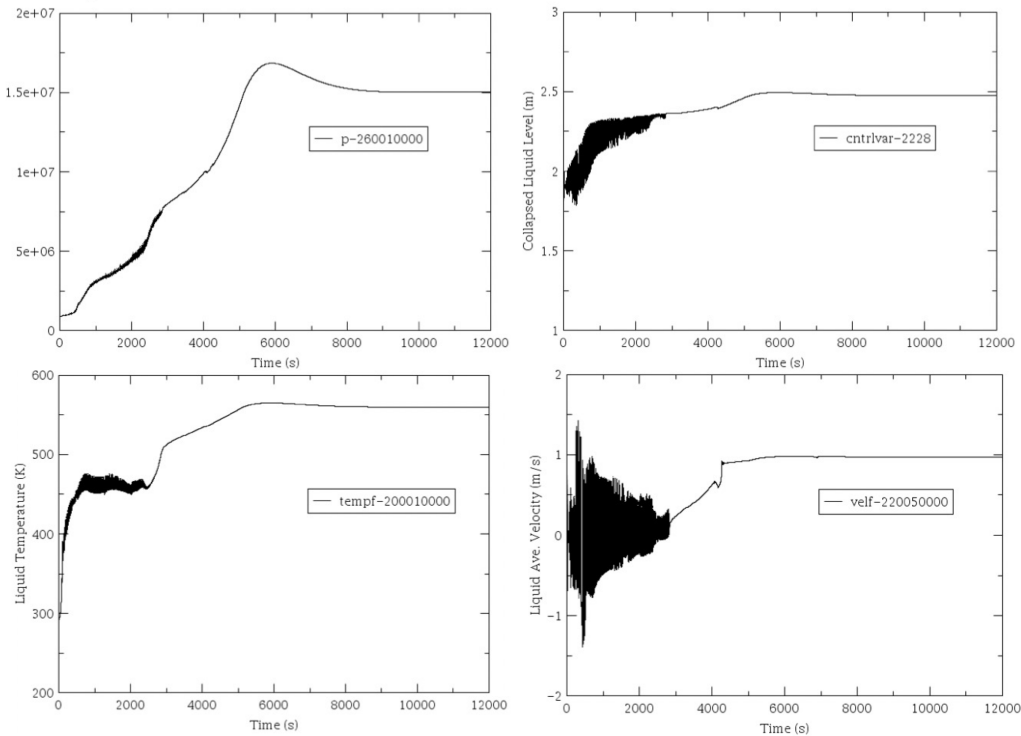 2e+07
1.5e+07
1e+07
5e+06
0
p-260010000
0 2000 4000 6000 8000 10000 12000
Time (s)
3
2.5
2
1.5
1
Collapsed Liquid Level (m)
cntrlvar-2228
0 2000 4000 6000 8000 10000 12000
Time (s)
600
500
400
300
200
Liquid Temperature (K)
tempf-200010000
0 2000 4000 6000 8000 10000 12000
Time (s)
2
1
0
-1
-2
Liquid Ave. Velocity (m/s)
velf-220050000
0 2000 4000 6000 8000 10000 12000
Time (s)